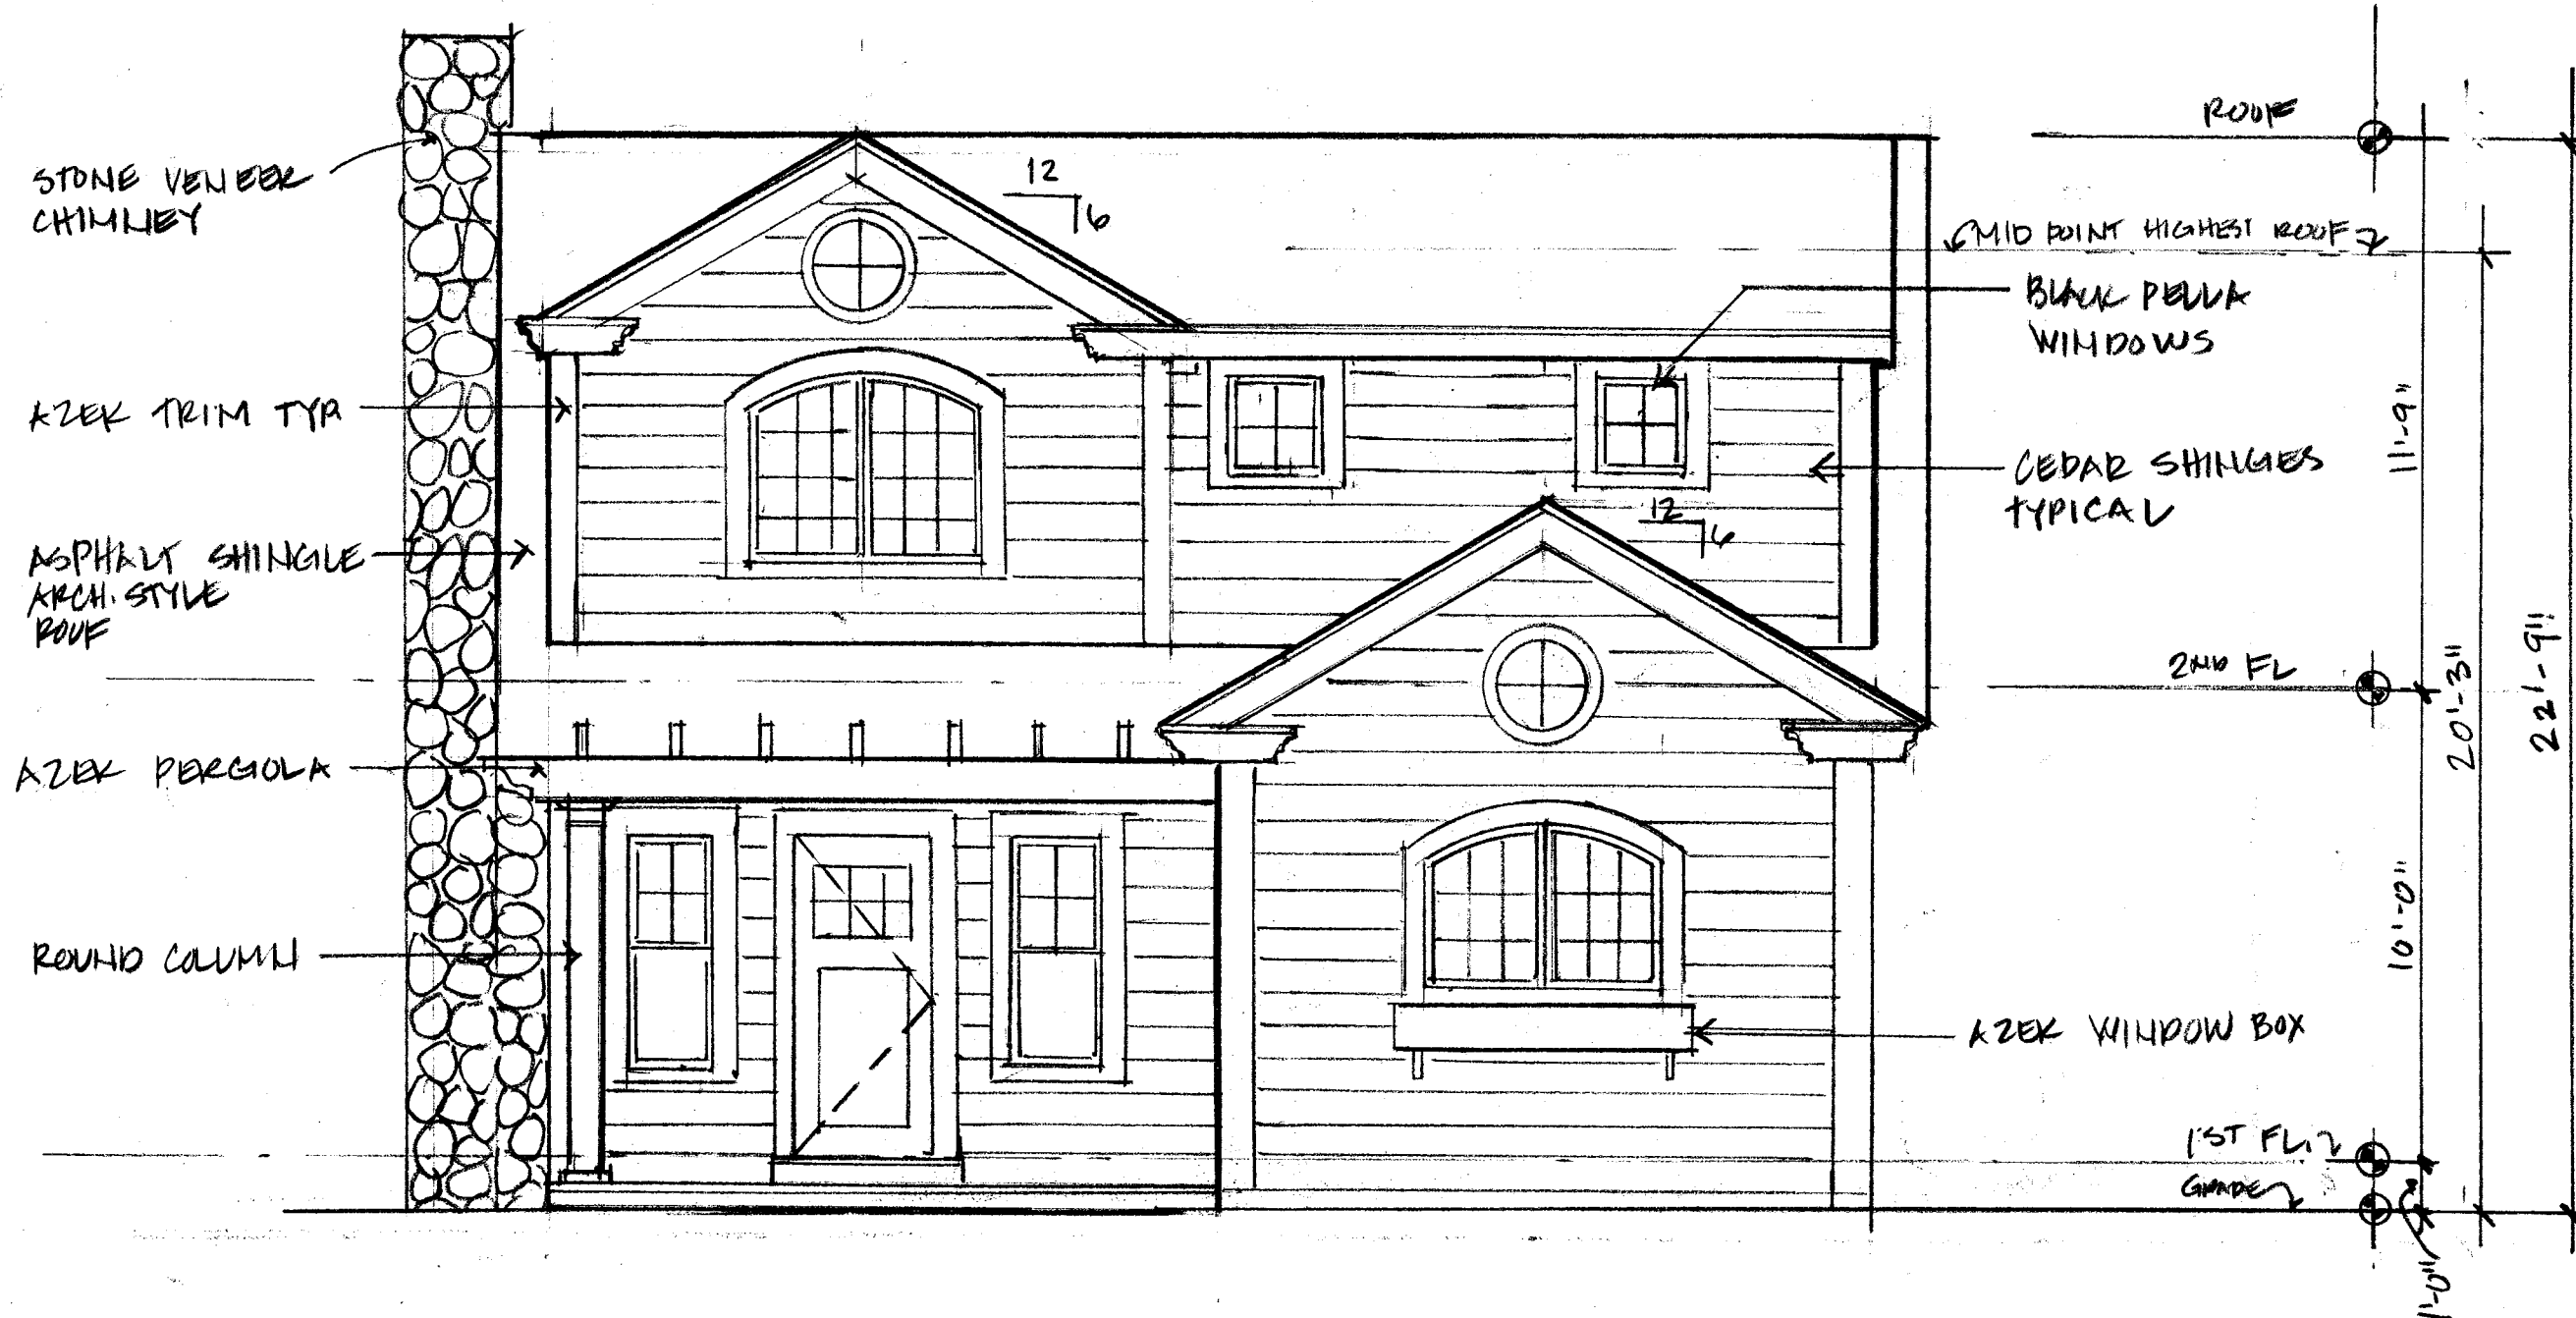 STONE VENEER
CHIMNEY
AZEK TRIM TYP
ASPHALT SHINGLE
ARCH. STYLE
ROOF
AZEK PERGOLA
ROUND COLUMN
12
6
12
6
ROOF
MID POINT HIGHEST ROOF
BLACK PELLA
WINDOWS
CEDAR SHINGLES
TYPICAL
2ND FL
AZEK WINDOW BOX
1ST FL.
GRADE
11'-9"
10'-0"
1'-0"
20'-3"
22'-9"